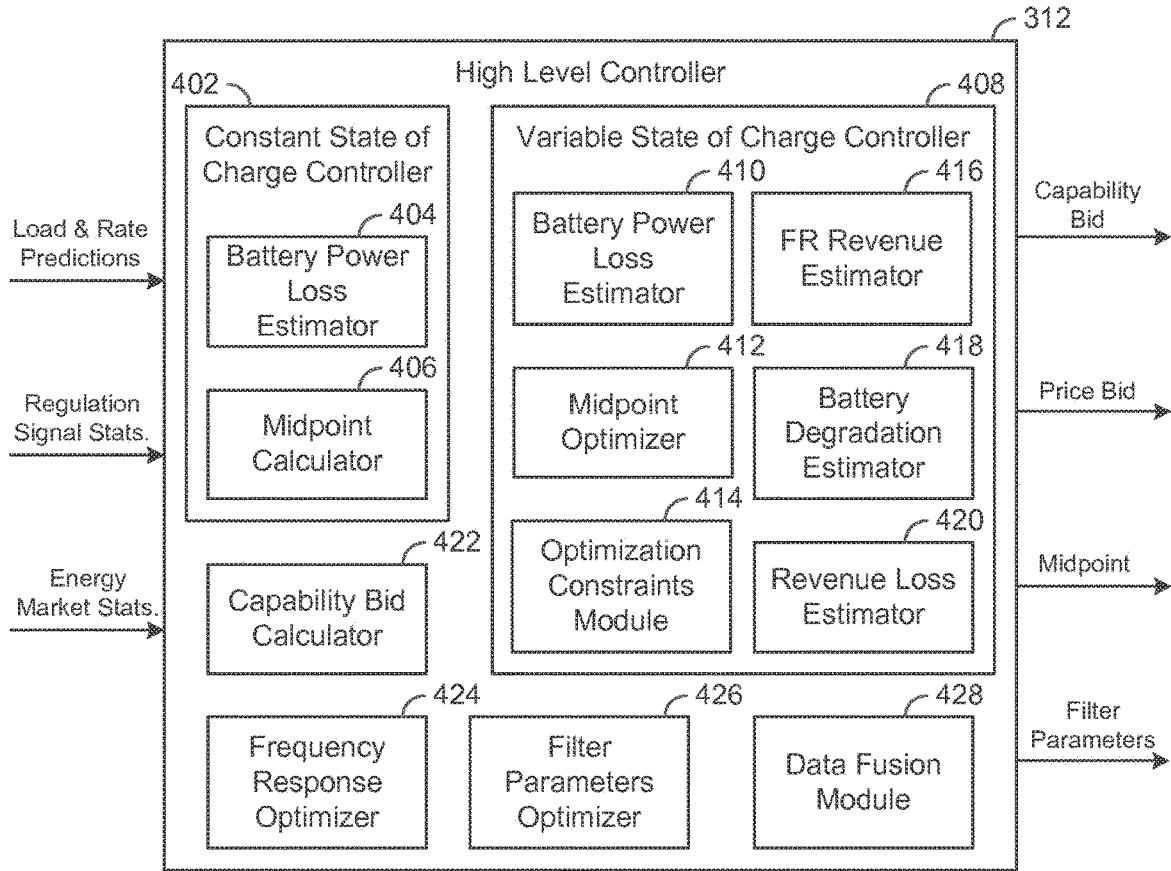 312
High Level Controller
402
Constant State of
Charge Controller
404
Battery Power
Loss
Estimator
406
Midpoint
Calculator
408
Variable State of Charge Controller
410
Battery Power
Loss
Estimator
416
FR Revenue
Estimator
412
Midpoint
Optimizer
418
Battery
Degradation
Estimator
414
Optimization
Constraints
Module
420
Revenue Loss
Estimator
422
Capability Bid
Calculator
424
Frequency
Response
Optimizer
426
Filter
Parameters
Optimizer
428
Data Fusion
Module
Load & Rate
Predictions
Regulation
Signal Stats.
Energy
Market Stats.
Capability
Bid
Price Bid
Midpoint
Filter
Parameters